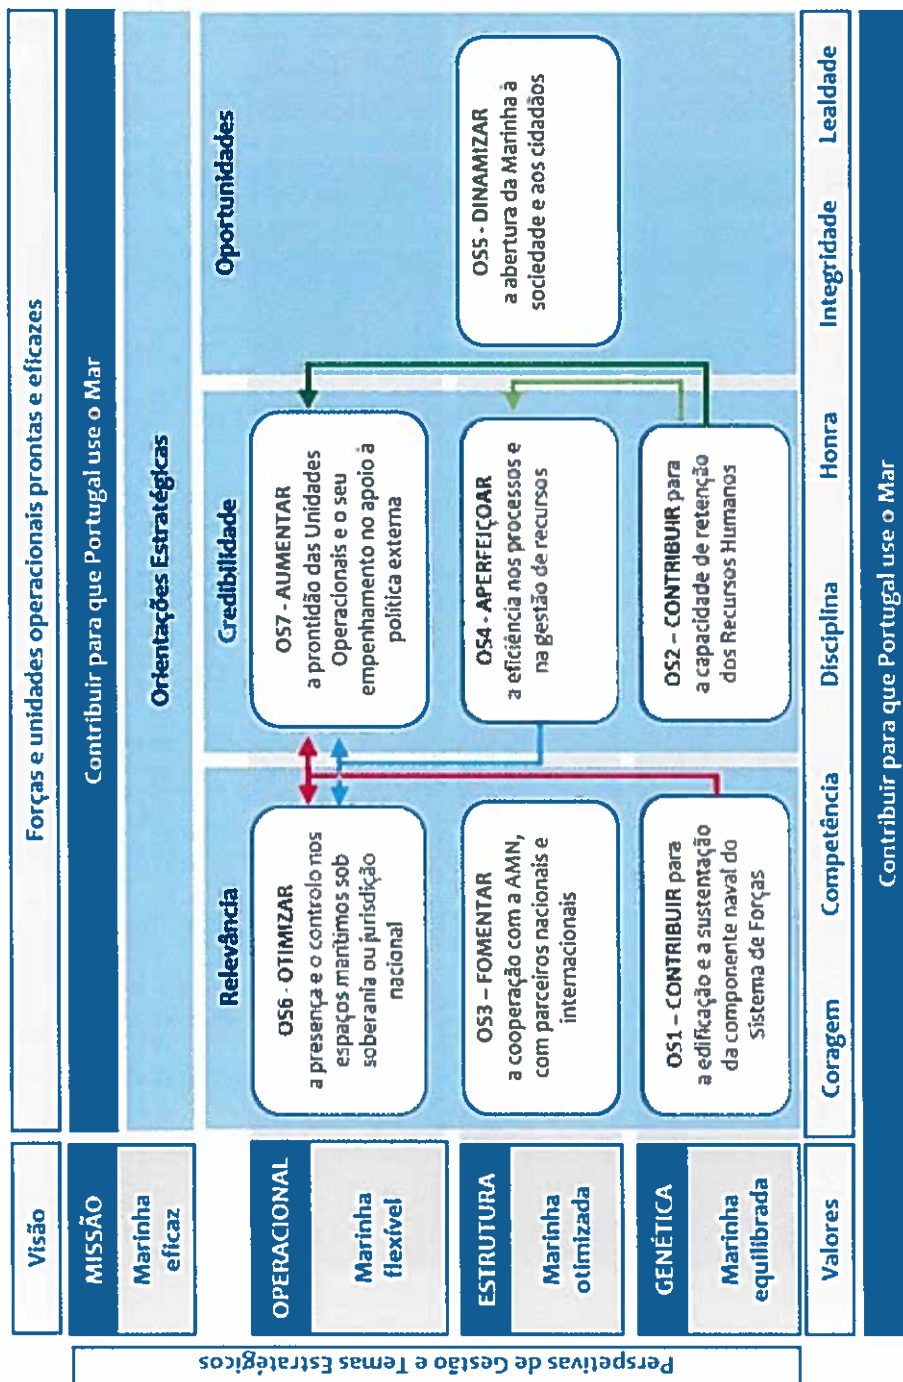 Visão
Forças e unidades operacionais prontas e eficazes
MISSÃO
Contribuir para que Portugal use o Mar
Marinha
eficaz
Orientações Estratégicas
Perspetivas de Gestão e Temas Estratégicos
Relevância
Credibilidade
Oportunidades
OPERACIONAL
Marinha
flexível
OS6 - OTIMIZAR
a presença e o controlo nos
espaços marítimos sob
soberania ou jurisdição
nacional
OS7 - AUMENTAR
a prontidão das Unidades
Operacionais e o seu
empenhamento no apoio à
política externa
ESTRUTURA
Marinha
otimizada
OS3 – FOMENTAR
a cooperação com a AMN,
com parceiros nacionais e
internacionais
OS4 - APERFEIÇOAR
a eficiência nos processos e
na gestão de recursos
OS5 - DINAMIZAR
a abertura da Marinha à
sociedade e aos cidadãos
GENÉTICA
Marinha
equilibrada
OS1 – CONTRIBUIR para
a edificação e a sustentação
da componente naval do
Sistema de Forças
OS2 – CONTRIBUIR para
a capacidade de retenção
dos Recursos Humanos
Valores
Coragem Competência Disciplina Honra Integridade Lealdade
Contribuir para que Portugal use o Mar